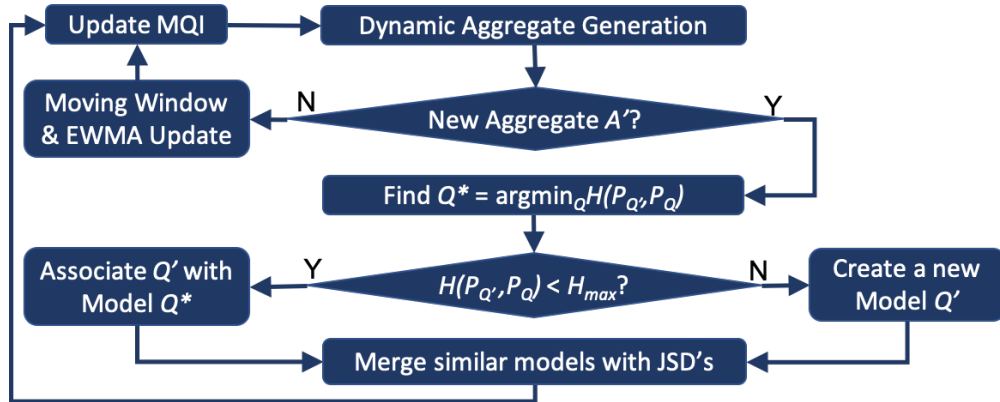 Update MQI
Dynamic Aggregate Generation
Moving Window
& EWMA Update
N
New Aggregate A'?
Y
Find Q* = argmin_Q H(P_Q', P_Q)
Associate Q' with
Model Q*
Y
H(P_Q', P_Q) < H_max?
N
Create a new
Model Q'
Merge similar models with JSD's